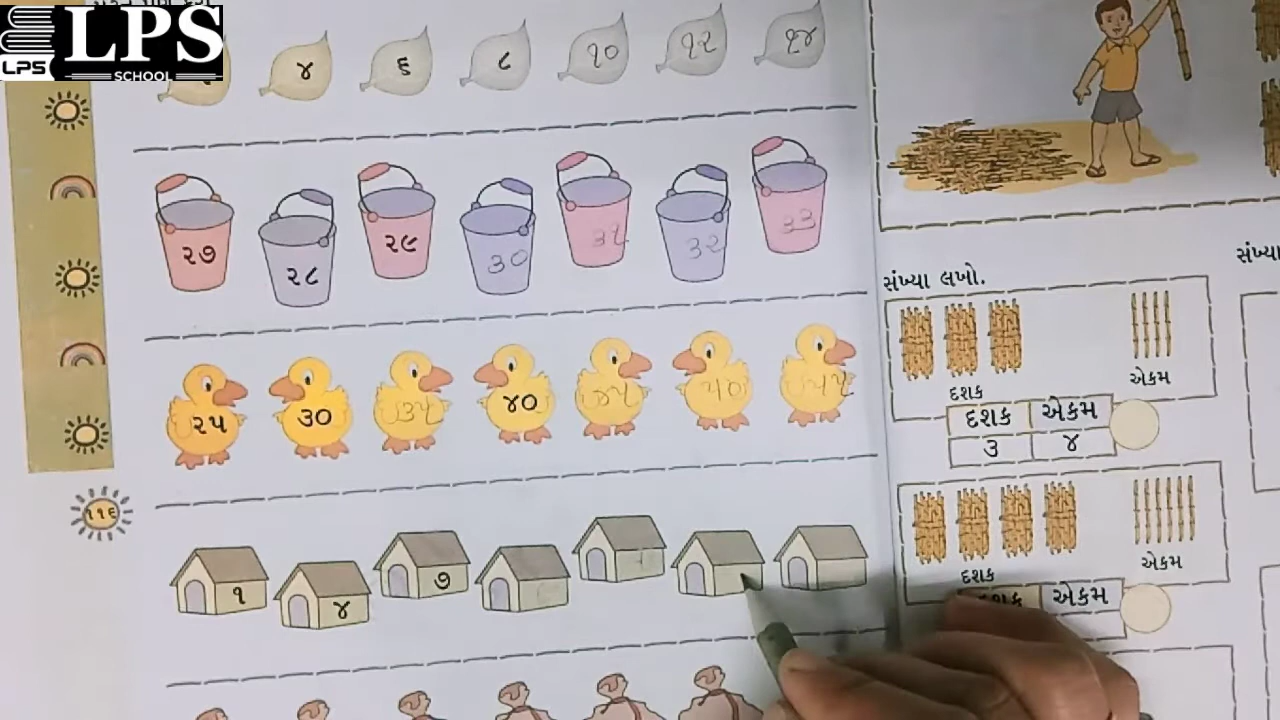 LPS
LPS
SCHOOL
૪ ૬ ૮ ૧૦ ૧૨ ૧૪
૨૭ ૨૮ ૨૯ ૩૦ ૩૧ ૩૨ ૩૩
૨૫ ૩૦ ૩૫ ૪૦ ૪૫ ૫૦ ૫૫
૧૧૬
૧ ૪ ૭
સંખ્યા લખો.
દશક એકમ
દશક એકમ
૩ ૪
દશક એકમ
એકમ